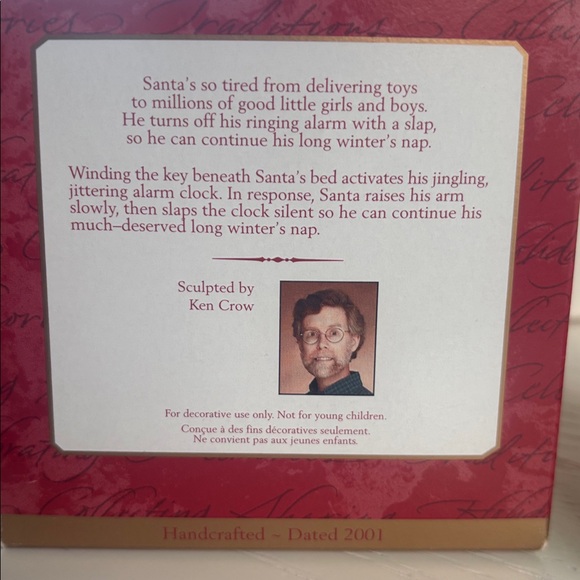 ries Traditions Collec
Santa's so tired from delivering toys
to millions of good little girls and boys.
He turns off his ringing alarm with a slap,
so he can continue his long winter's nap.
Winding the key beneath Santa's bed activates his jingling,
jittering alarm clock. In response, Santa raises his arm
slowly, then slaps the clock silent so he can continue his
much–deserved long winter's nap.
Sculpted by
Ken Crow
For decorative use only. Not for young children.
Conçue à des fins décoratives seulement.
Ne convient pas aux jeunes enfants.
Handcrafted ~ Dated 2001